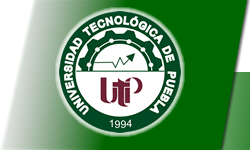 UNIVERSIDAD TECNOLÓGICA DE PUEBLA
UTP
1994